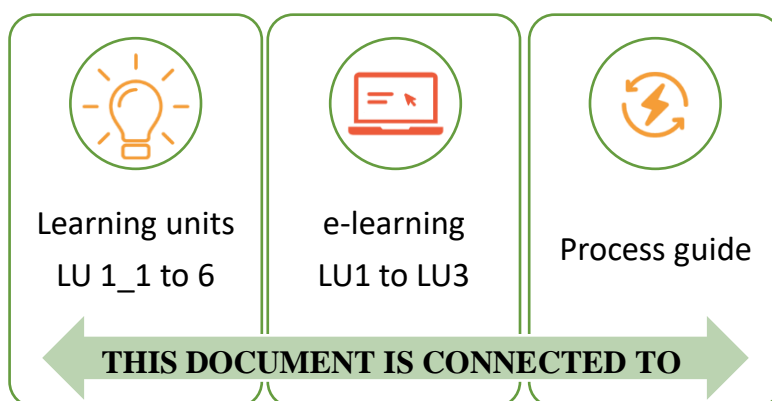 Learning units
LU 1_1 to 6
e-learning
LU1 to LU3
Process guide
THIS DOCUMENT IS CONNECTED TO